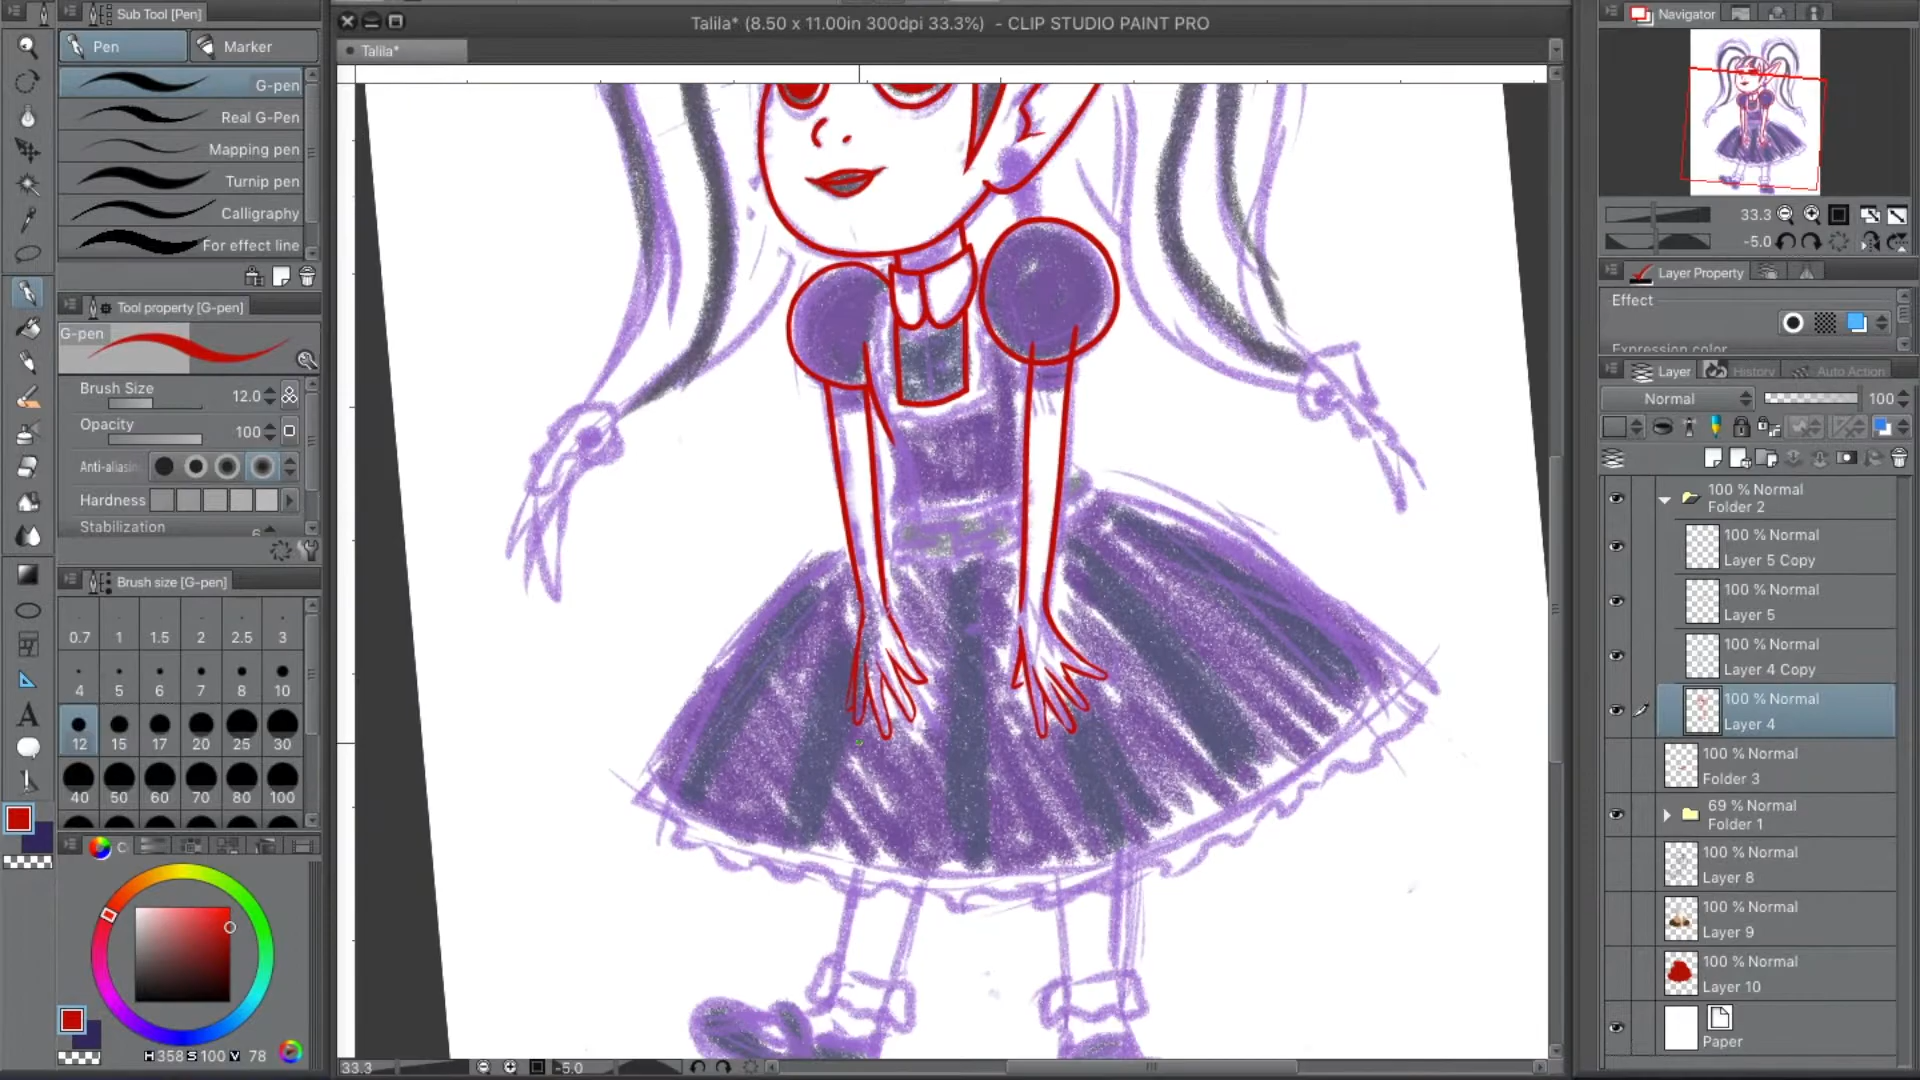 Sub Tool [Pen]
Pen
Marker
G-pen
Real G-Pen
Mapping pen
Turnip pen
Calligraphy
For effect line
Tool property [G-pen]
G-pen
Brush Size
12.0
Opacity
100
Anti-aliasin
Hardness
Stabilization
6
Brush size [G-pen]
0.7 1 1.5 2 2.5 3
4 5 6 7 8 10
12 15 17 20 25 30
40 50 60 70 80 100
C
H 358 S 100 V 78
Talila* (8.50 x 11.00in 300dpi 33.3%) - CLIP STUDIO PAINT PRO
Talila*
33.3
-5.0
Navigator
33.3
-5.0
Layer Property
Effect
Expression color
Layer
History
Auto Action
Normal
100
100 % Normal
Folder 2
100 % Normal
Layer 5 Copy
100 % Normal
Layer 5
100 % Normal
Layer 4 Copy
100 % Normal
Layer 4
100 % Normal
Folder 3
69 % Normal
Folder 1
100 % Normal
Layer 8
100 % Normal
Layer 9
100 % Normal
Layer 10
Paper